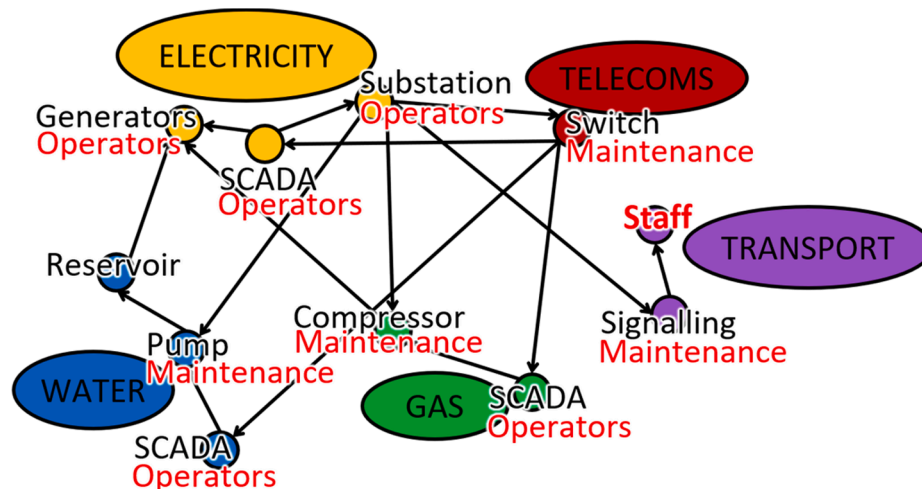 ELECTRICITY
Substation
Operators
TELECOMS
Generators
Operators
Switch
Maintenance
SCADA
Operators
Staff
TRANSPORT
Reservoir
Compressor
Maintenance
Signalling
Maintenance
Pump
Maintenance
WATER
GAS
SCADA
Operators
SCADA
Operators